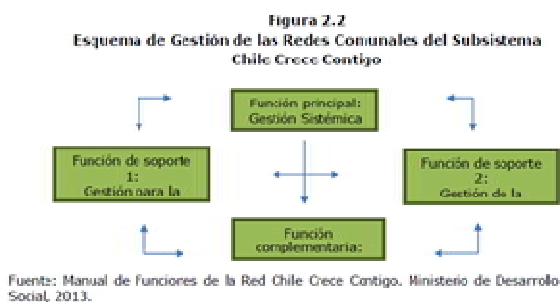 Figura 2.2
Esquema de Gestión de las Redes Comunales del Subsistema
Chile Crece Contigo
Función principal:
Gestión Sistémica
Función de soporte
1:
Gestión para la
Función de soporte
2:
Gestión de la
Función
complementaria:
Fuente: Manual de Funciones de la Red Chile Crece Contigo. Ministerio de Desarrollo
Social, 2013.